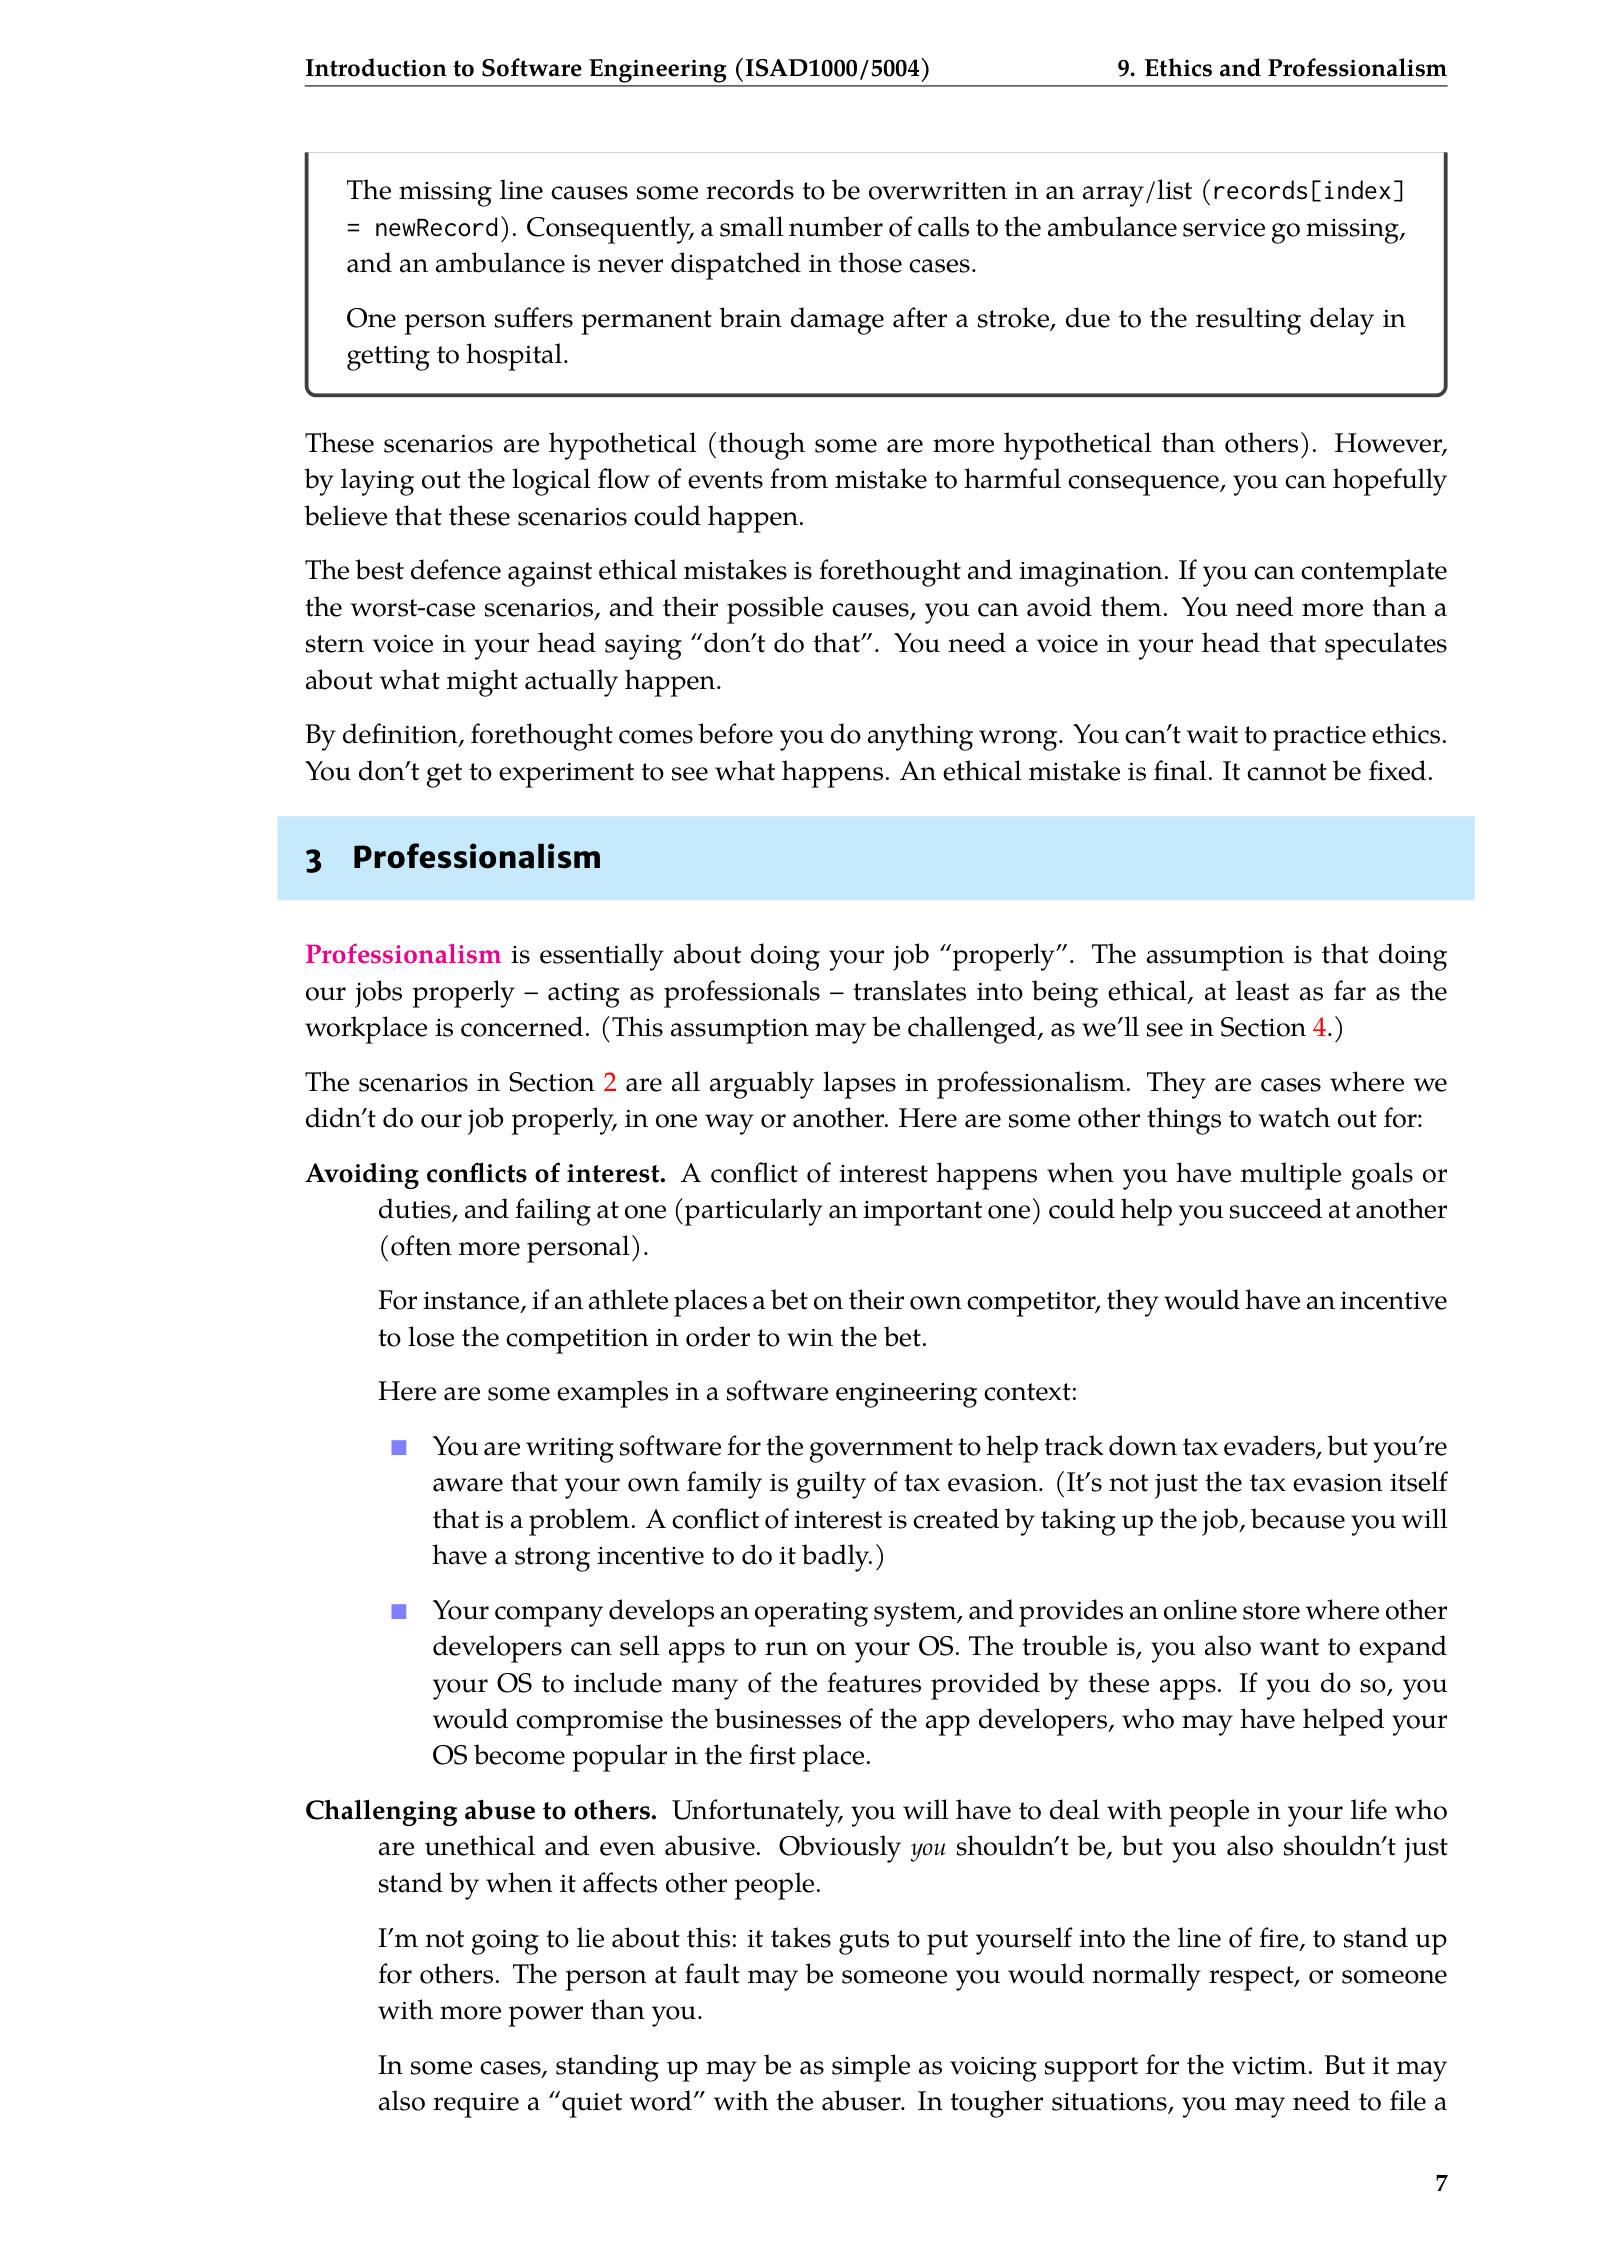 Introduction to Software Engineering (ISAD1000/5004) 9. Ethics and Professionalism
The missing line causes some records to be overwritten in an array/list (records[index]
= newRecord). Consequently, a small number of calls to the ambulance service go missing,
and an ambulance is never dispatched in those cases.
One person suffers permanent brain damage after a stroke, due to the resulting delay in
getting to hospital.
These scenarios are hypothetical (though some are more hypothetical than others). However,
by laying out the logical flow of events from mistake to harmful consequence, you can hopefully
believe that these scenarios could happen.
The best defence against ethical mistakes is forethought and imagination. If you can contemplate
the worst-case scenarios, and their possible causes, you can avoid them. You need more than a
stern voice in your head saying “don’t do that”. You need a voice in your head that speculates
about what might actually happen.
By definition, forethought comes before you do anything wrong. You can’t wait to practice ethics.
You don’t get to experiment to see what happens. An ethical mistake is final. It cannot be fixed.
3 Professionalism
Professionalism is essentially about doing your job “properly”. The assumption is that doing
our jobs properly – acting as professionals – translates into being ethical, at least as far as the
workplace is concerned. (This assumption may be challenged, as we’ll see in Section 4.)
The scenarios in Section 2 are all arguably lapses in professionalism. They are cases where we
didn’t do our job properly, in one way or another. Here are some other things to watch out for:
Avoiding conflicts of interest. A conflict of interest happens when you have multiple goals or
duties, and failing at one (particularly an important one) could help you succeed at another
(often more personal).
For instance, if an athlete places a bet on their own competitor, they would have an incentive
to lose the competition in order to win the bet.
Here are some examples in a software engineering context:
■ You are writing software for the government to help track down tax evaders, but you’re
aware that your own family is guilty of tax evasion. (It’s not just the tax evasion itself
that is a problem. A conflict of interest is created by taking up the job, because you will
have a strong incentive to do it badly.)
■ Your company develops an operating system, and provides an online store where other
developers can sell apps to run on your OS. The trouble is, you also want to expand
your OS to include many of the features provided by these apps. If you do so, you
would compromise the businesses of the app developers, who may have helped your
OS become popular in the first place.
Challenging abuse to others. Unfortunately, you will have to deal with people in your life who
are unethical and even abusive. Obviously you shouldn’t be, but you also shouldn’t just
stand by when it affects other people.
I’m not going to lie about this: it takes guts to put yourself into the line of fire, to stand up
for others. The person at fault may be someone you would normally respect, or someone
with more power than you.
In some cases, standing up may be as simple as voicing support for the victim. But it may
also require a “quiet word” with the abuser. In tougher situations, you may need to file a
7